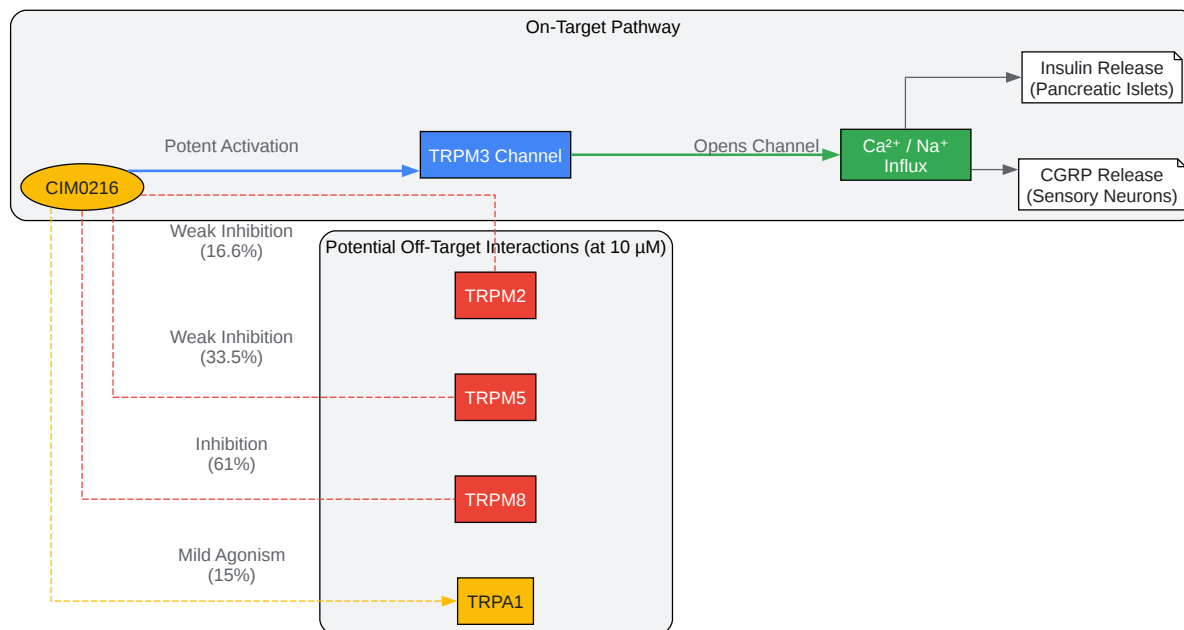 On-Target Pathway
Insulin Release
(Pancreatic Islets)
Potent Activation
TRPM3 Channel
Opens Channel
Ca²⁺ / Na⁺
Influx
CIM0216
CGRP Release
(Sensory Neurons)
Weak Inhibition
(16.6%)
Potential Off-Target Interactions (at 10 µM)
TRPM2
Weak Inhibition
(33.5%)
TRPM5
Inhibition
(61%)
TRPM8
Mild Agonism
(15%)
TRPA1